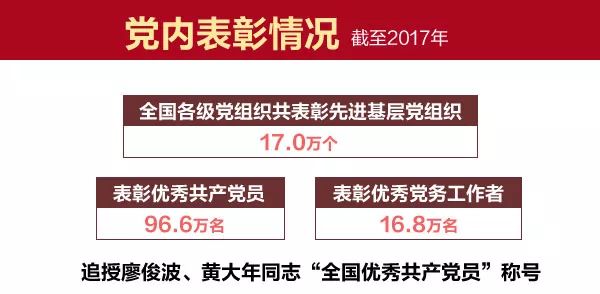 党内表彰情况 截至2017年
全国各级党组织共表彰先进基层党组织
17.0万个
表彰优秀共产党员
96.6万名
表彰优秀党务工作者
16.8万名
追授廖俊波、黄大年同志“全国优秀共产党员”称号